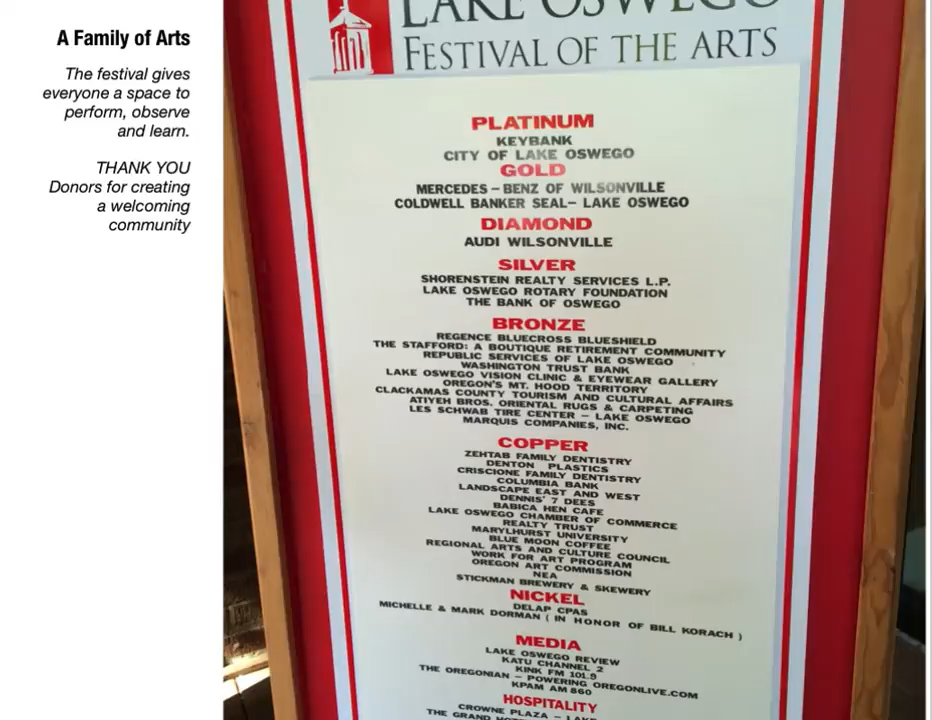 A Family of Arts
The festival gives
everyone a space to
perform, observe
and learn.
THANK YOU
Donors for creating
a welcoming
community
LAKE OSWEGO
FESTIVAL OF THE ARTS
PLATINUM
KEYBANK
CITY OF LAKE OSWEGO
GOLD
MERCEDES – BENZ OF WILSONVILLE
COLDWELL BANKER SEAL– LAKE OSWEGO
DIAMOND
AUDI WILSONVILLE
SILVER
SHORENSTEIN REALTY SERVICES L.P.
LAKE OSWEGO ROTARY FOUNDATION
THE BANK OF OSWEGO
BRONZE
REGENCE BLUECROSS BLUESHIELD
THE STAFFORD: A BOUTIQUE RETIREMENT COMMUNITY
REPUBLIC SERVICES OF LAKE OSWEGO
WASHINGTON TRUST BANK
LAKE OSWEGO VISION CLINIC & EYEWEAR GALLERY
OREGON'S MT. HOOD TERRITORY
CLACKAMAS COUNTY TOURISM AND CULTURAL AFFAIRS
ATIYEH BROS. ORIENTAL RUGS & CARPETING
LES SCHWAB TIRE CENTER – LAKE OSWEGO
MARQUIS COMPANIES, INC.
COPPER
ZEHTAB FAMILY DENTISTRY
DENTON PLASTICS
CRISCIONE FAMILY DENTISTRY
COLUMBIA BANK
LANDSCAPE EAST AND WEST
DENNIS' 7 DEES
BABICA HEN CAFE
LAKE OSWEGO CHAMBER OF COMMERCE
REALTY TRUST
MARYLHURST UNIVERSITY
BLUE MOON COFFEE
REGIONAL ARTS AND CULTURE COUNCIL
WORK FOR ART PROGRAM
OREGON ART COMMISSION
NEA
STICKMAN BREWERY & SKEWERY
NICKEL
DELAP CPAS
MICHELLE & MARK DORMAN ( IN HONOR OF BILL KORACH )
MEDIA
LAKE OSWEGO REVIEW
KATU CHANNEL 2
KINK FM 101.9
THE OREGONIAN – POWERING OREGONLIVE.COM
KPAM AM 860
HOSPITALITY
CROWNE PLAZA – LAKE
THE GRAND